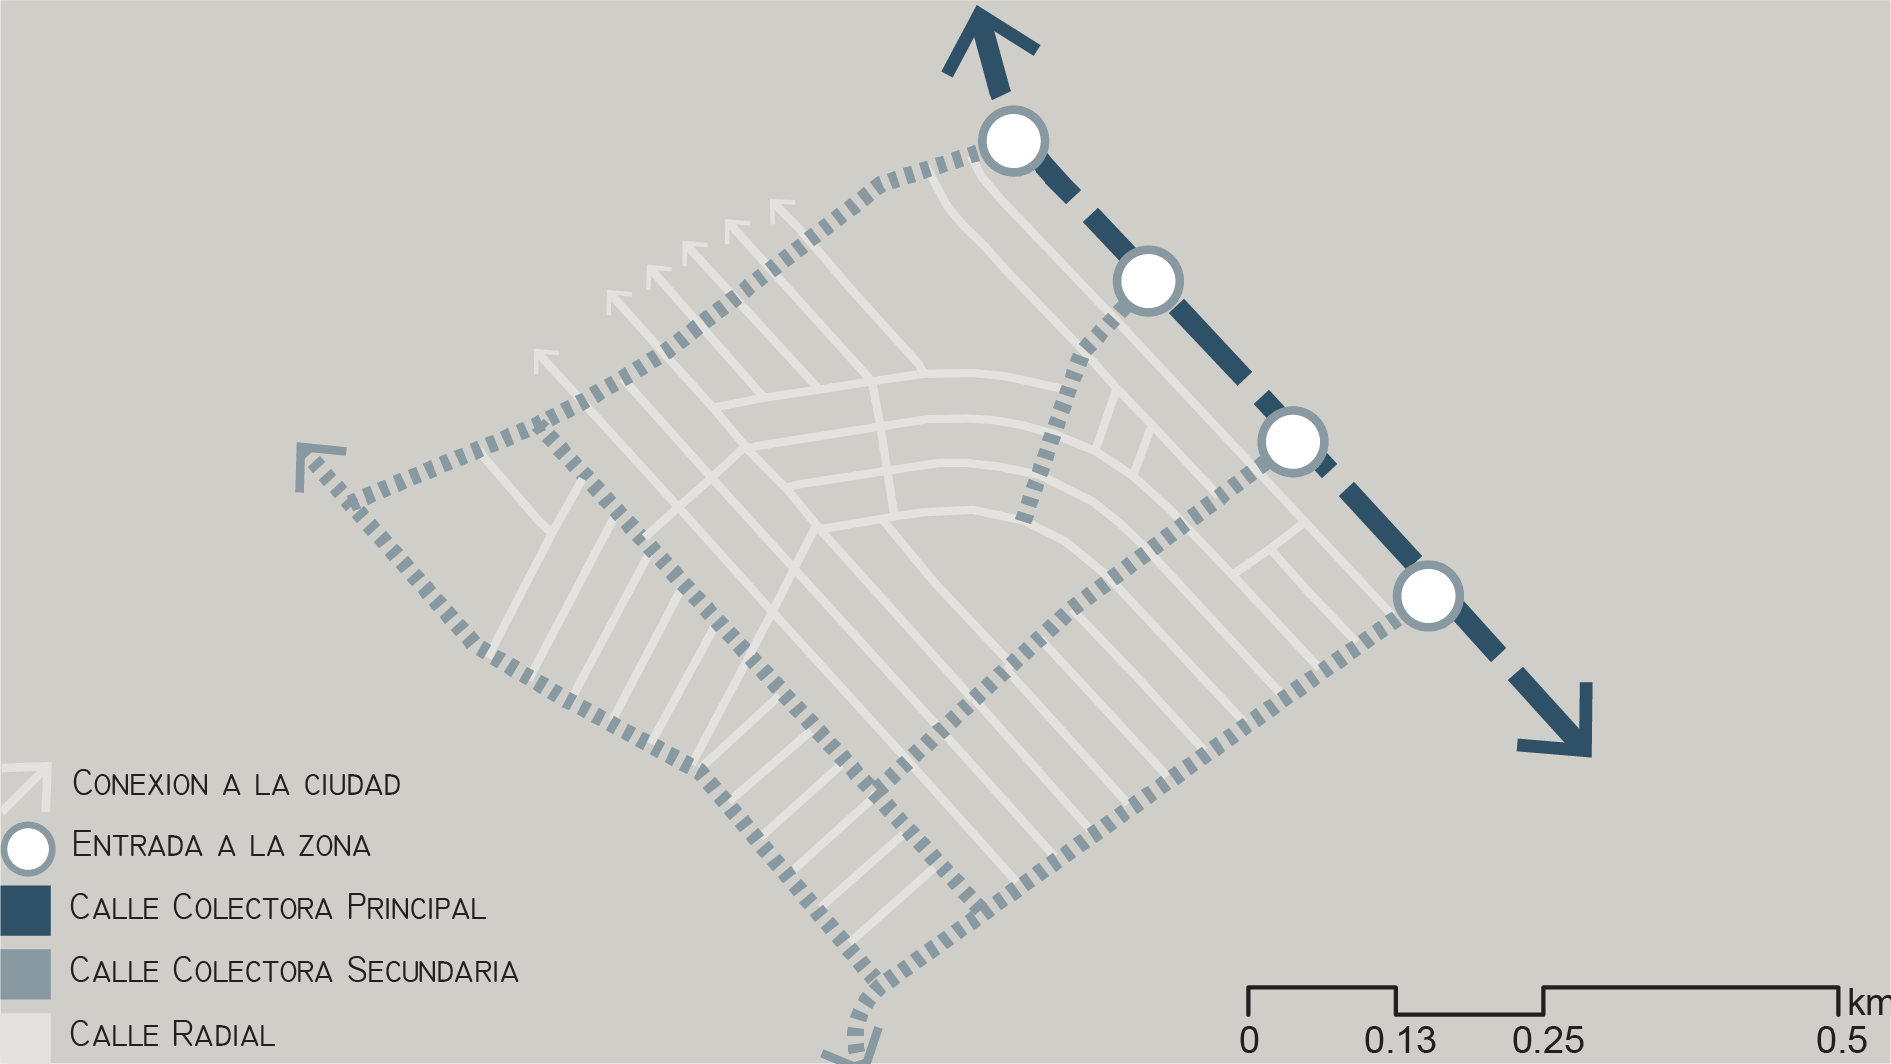 Conexion a la ciudad
Entrada a la zona
Calle Colectora Principal
Calle Colectora Secundaria
Calle Radial
km
0 0.13 0.25 0.5